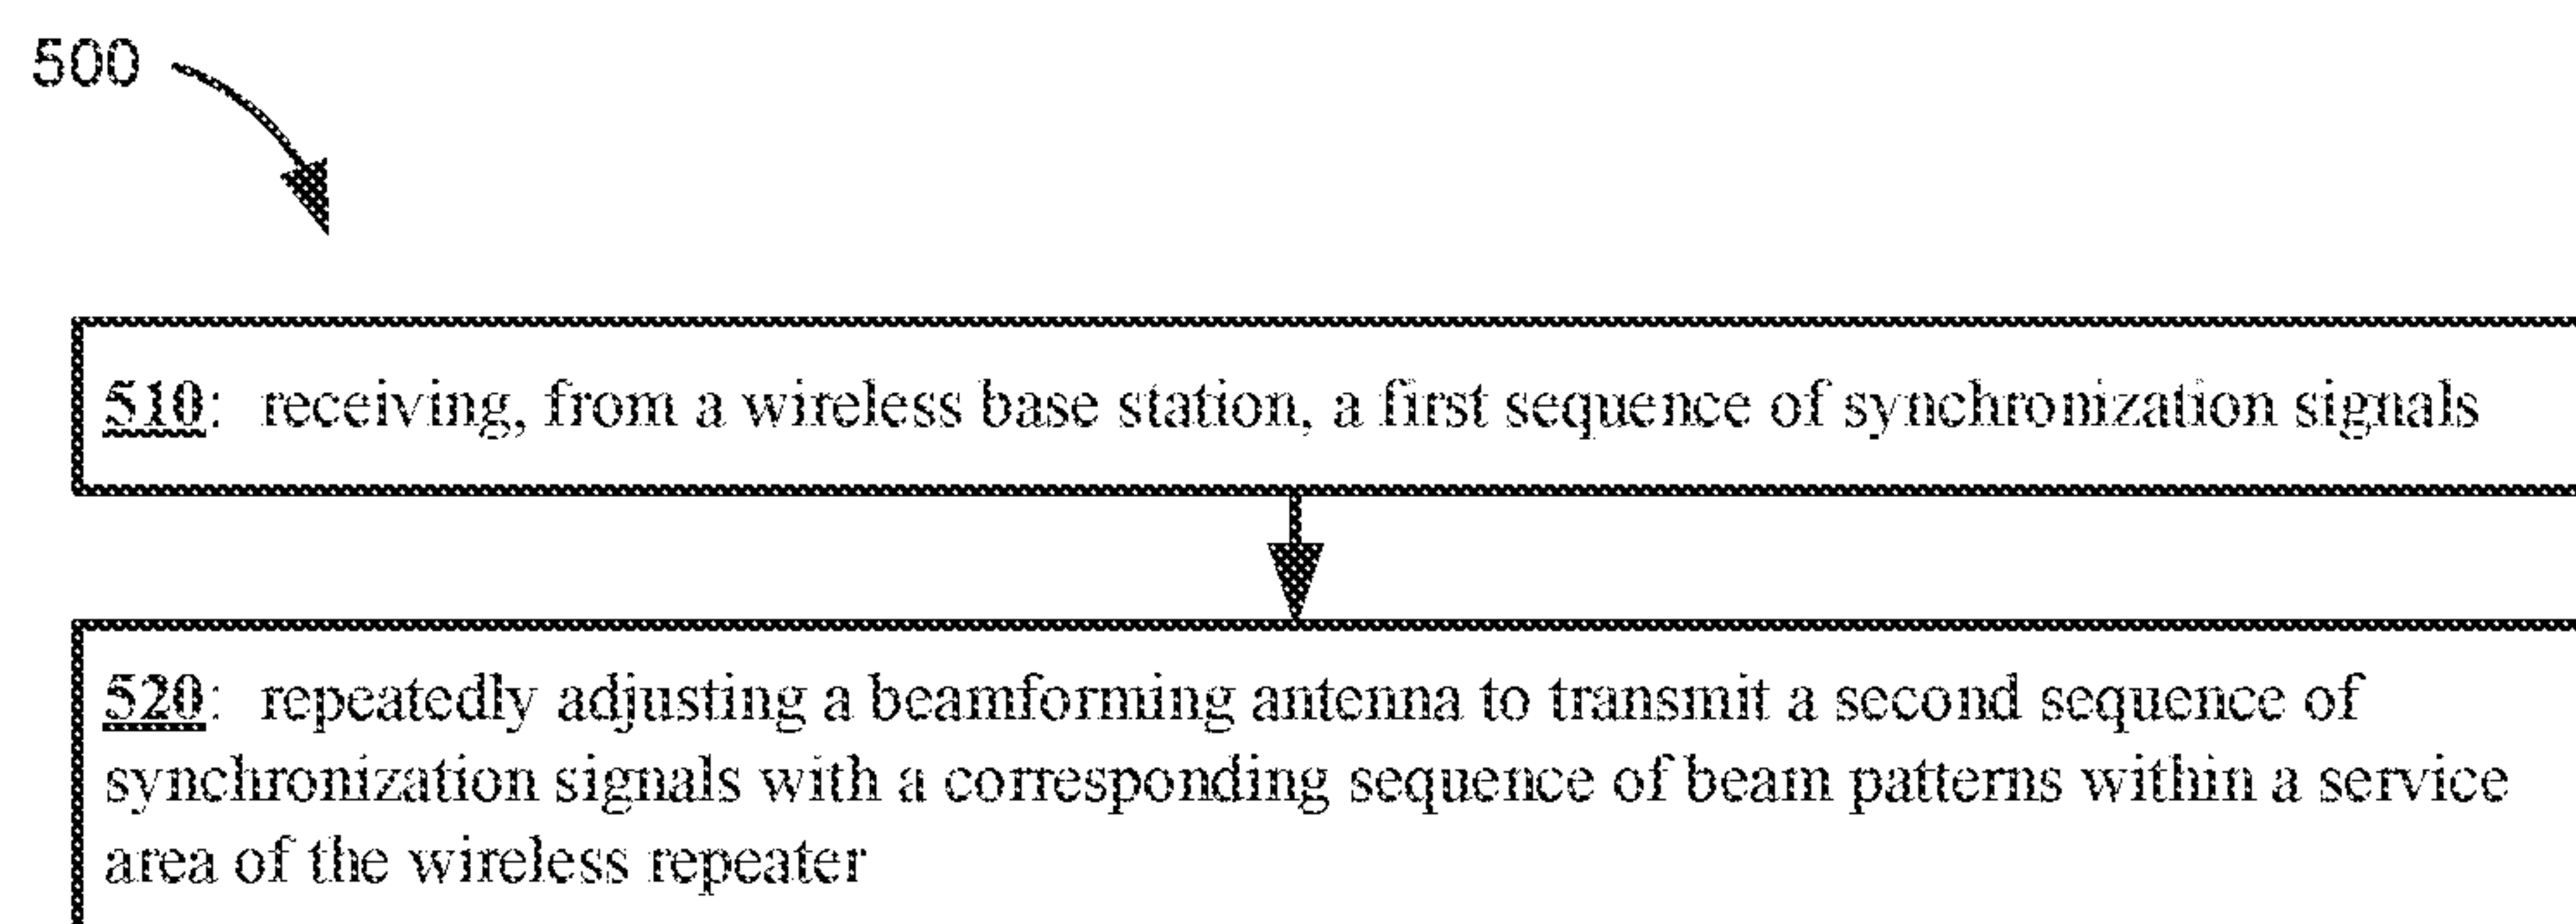 500
510: receiving, from a wireless base station, a first sequence of synchronization signals
520: repeatedly adjusting a beamforming antenna to transmit a second sequence of
synchronization signals with a corresponding sequence of beam patterns within a service
area of the wireless repeater